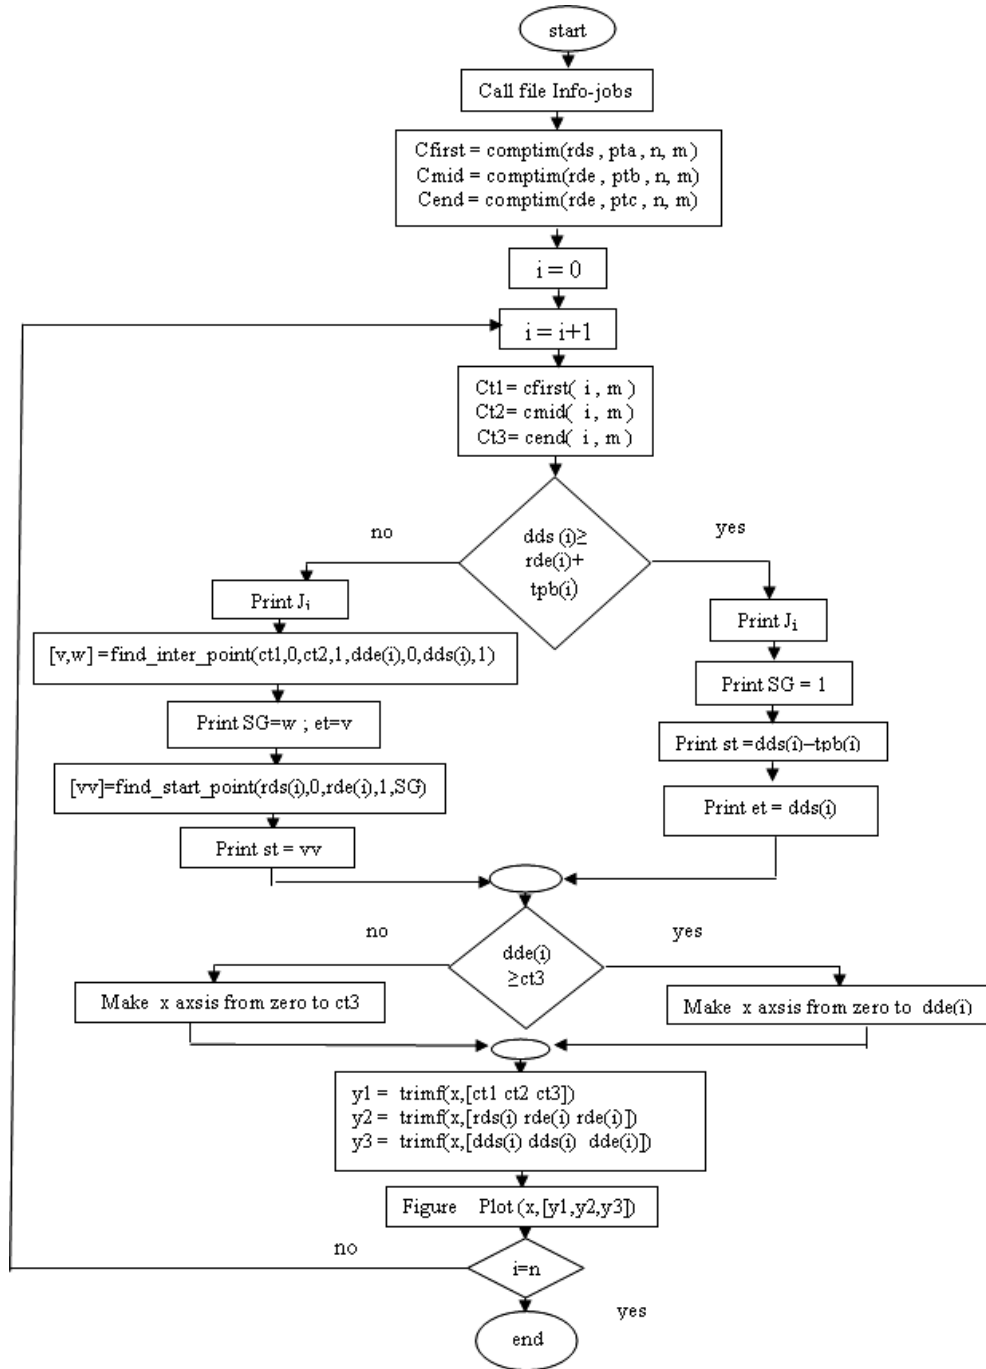 start
Call file Info-jobs
Cfirst = comptim(rds , pta , n, m )
Cmid = comptim(rde , ptb , n, m)
Cend = comptim(rde , ptc , n, m)
i = 0
i = i+1
Ct1= cfirst( i , m )
Ct2= cmid( i , m)
Ct3= cend( i , m )
no
yes
dds (i)≥
rde(i)+
tpb(i)
Print Ji
[v,w] =find_inter_point(ct1,0,ct2,1,dde(i),0,dds(i),1)
Print SG=w ; et=v
[vv]=find_start_point(rds(i),0,rde(i),1,SG)
Print st = vv
Print Ji
Print SG = 1
Print st =dds(i)–tpb(i)
Print et = dds(i)
no
yes
dde(i)
≥ct3
Make x axsis from zero to ct3
Make x axsis from zero to dde(i)
y1 = trimf(x,[ct1 ct2 ct3])
y2 = trimf(x,[rds(i) rde(i) rde(i)])
y3 = trimf(x,[dds(i) dds(i) dde(i)])
Figure Plot (x,[y1,y2,y3])
no
i=n
yes
end